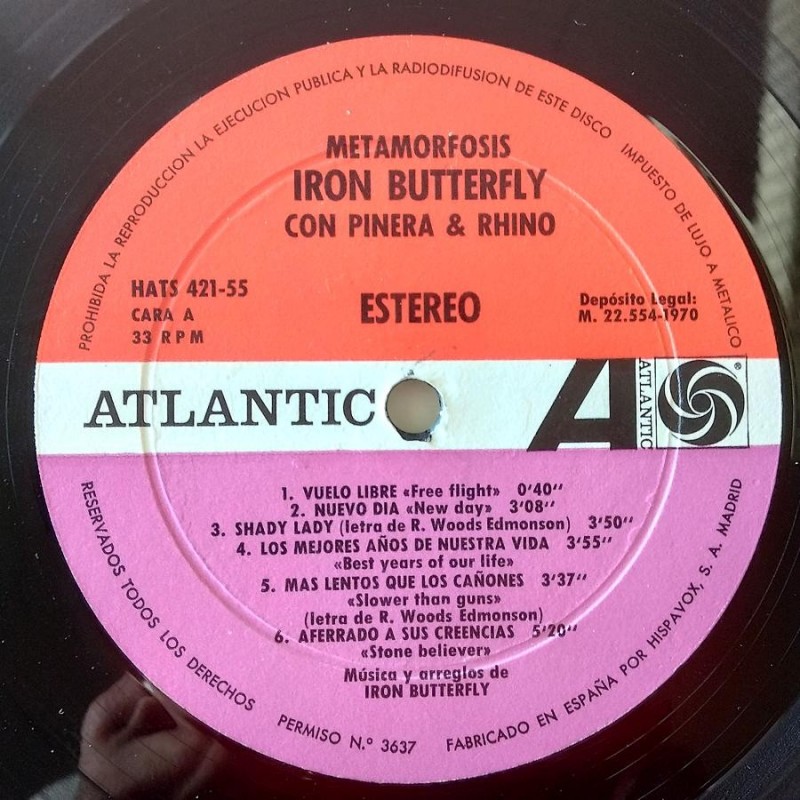 PROHIBIDA LA REPRODUCCION LA EJECUCION PUBLICA Y LA RADIODIFUSION DE ESTE DISCO
IMPUESTO DE LUJO A METALICO
METAMORFOSIS
IRON BUTTERFLY
CON PINERA & RHINO
HATS 421-55
CARA A
33 RPM
ESTEREO
Depósito Legal:
M. 22.554-1970
ATLANTIC
A
ATLANTIC
®
1. VUELO LIBRE «Free flight» 0'40''
2. NUEVO DIA «New day» 3'08''
3. SHADY LADY (letra de R. Woods Edmonson) 3'50''
4. LOS MEJORES AÑOS DE NUESTRA VIDA 3'55''
«Best years of our life»
5. MAS LENTOS QUE LOS CAÑONES 3'37''
«Slower than guns»
(letra de R. Woods Edmonson)
6. AFERRADO A SUS CREENCIAS 5'20''
«Stone believer»
Música y arreglos de
IRON BUTTERFLY
RESERVADOS TODOS LOS DERECHOS
PERMISO N.º 3637
FABRICADO EN ESPAÑA POR HISPAVOX, S. A. MADRID